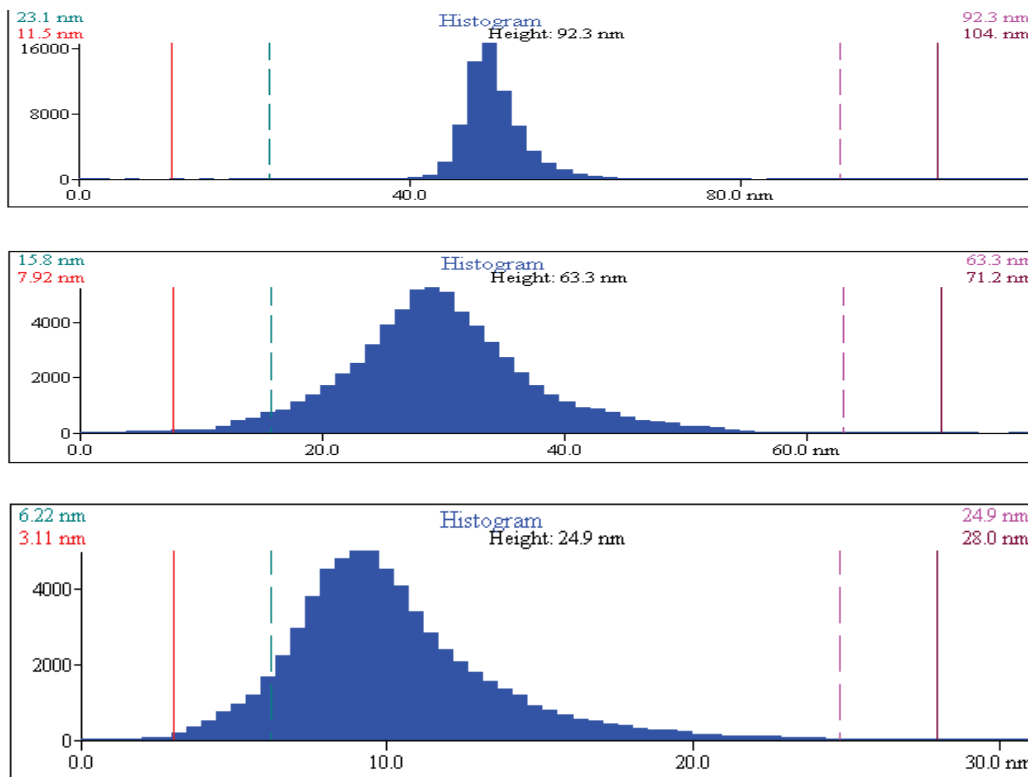 23.1 nm Histogram 92.3 nm
11.5 nm Height: 92.3 nm 104. nm
16000
8000
0
0.0 40.0 80.0 nm
15.8 nm Histogram 63.3 nm
7.92 nm Height: 63.3 nm 71.2 nm
4000
2000
0
0.0 20.0 40.0 60.0 nm
6.22 nm Histogram 24.9 nm
3.11 nm Height: 24.9 nm 28.0 nm
4000
2000
0
0.0 10.0 20.0 30.0 nm